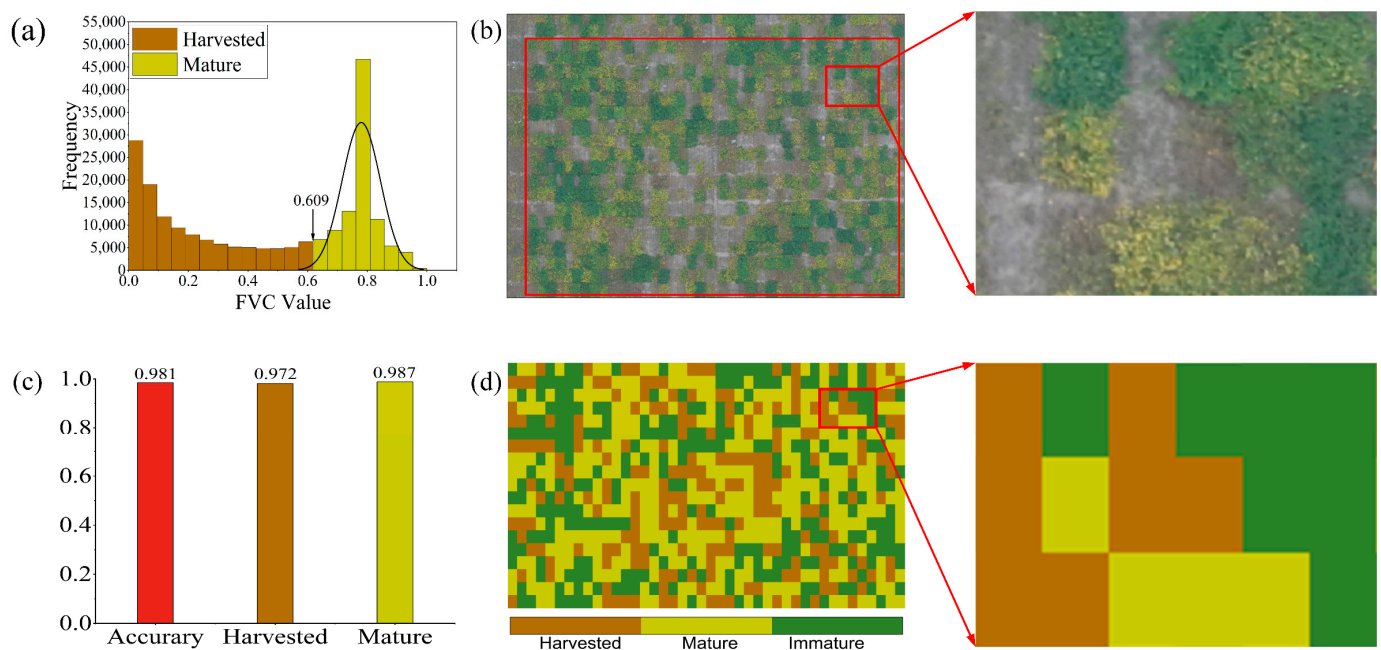 (a)
55,000
50,000
45,000
40,000
35,000
30,000
25,000
20,000
15,000
10,000
5,000
0
Frequency
Harvested
Mature
0.609
0.0 0.2 0.4 0.6 0.8 1.0
FVC Value
(b)
(c)
1.0
0.8
0.6
0.4
0.2
0.0
0.981 0.972 0.987
Accurary Harvested Mature
(d)
Harvested Mature Immature